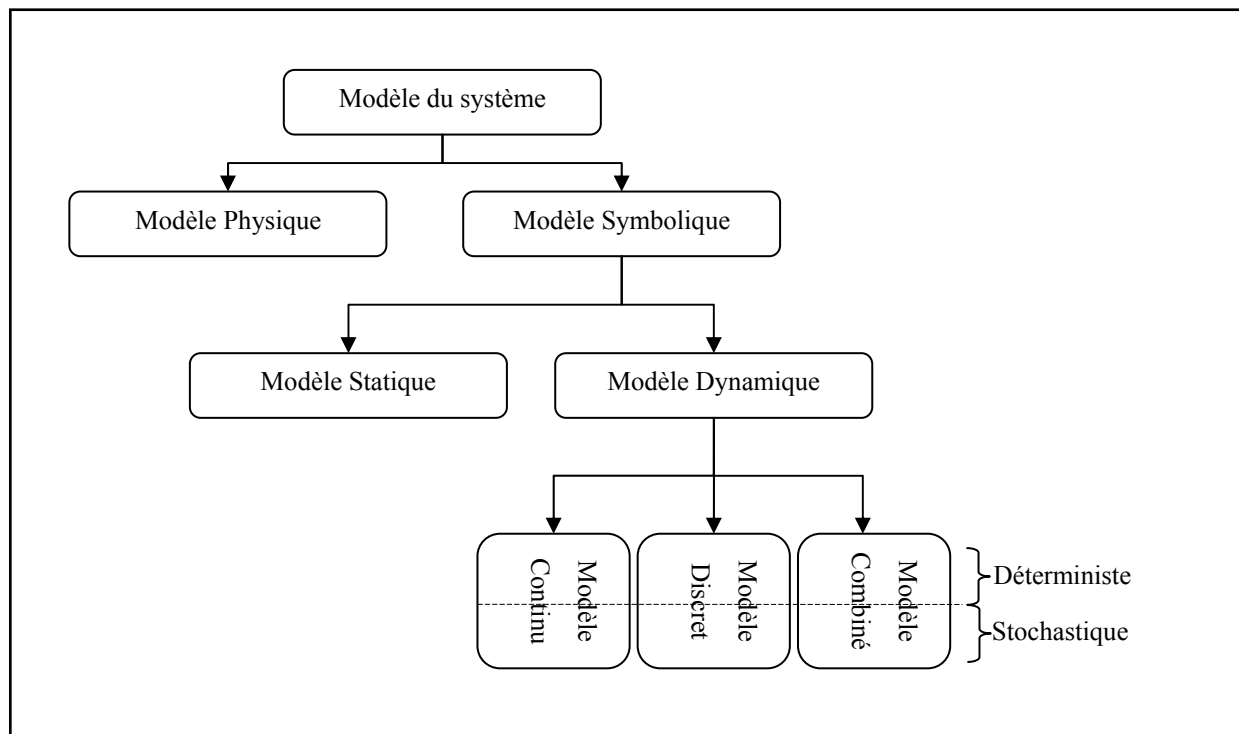 Modèle du système
Modèle Physique
Modèle Symbolique
Modèle Statique
Modèle Dynamique
Modèle
Continu
Modèle
Discret
Modèle
Combiné
Déterministe
Stochastique